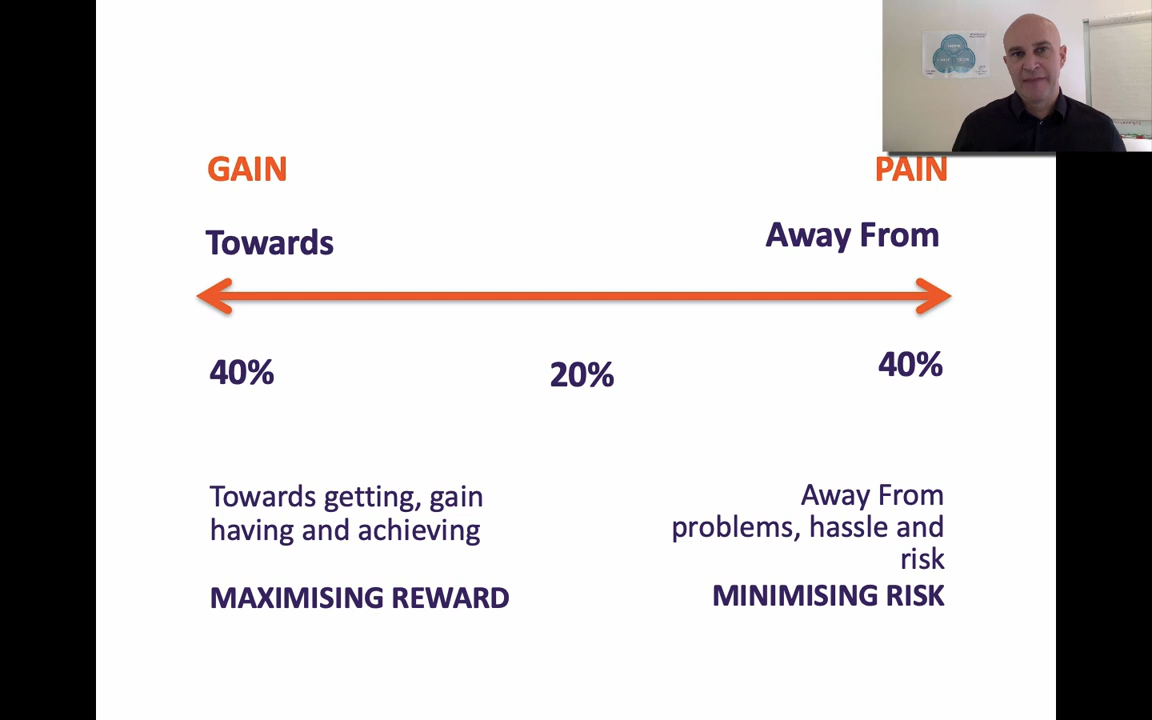 GAIN
PAIN
Towards
Away From
40%
20%
40%
Towards getting, gain
having and achieving
MAXIMISING REWARD
Away From
problems, hassle and
risk
MINIMISING RISK